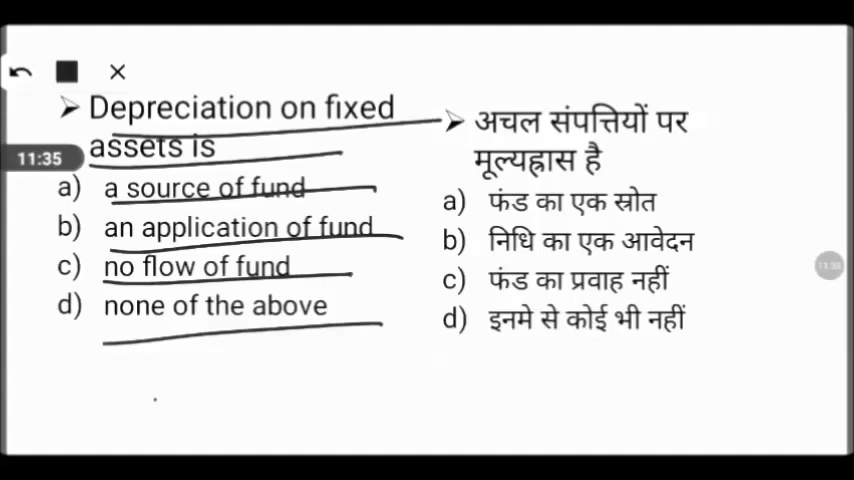 ➢ Depreciation on fixed
assets is
a) a source of fund
b) an application of fund
c) no flow of fund
d) none of the above
➢ अचल संपत्तियों पर
मूल्यह्रास है
a) फंड का एक स्रोत
b) निधि का एक आवेदन
c) फंड का प्रवाह नहीं
d) इनमे से कोई भी नहीं
11:35